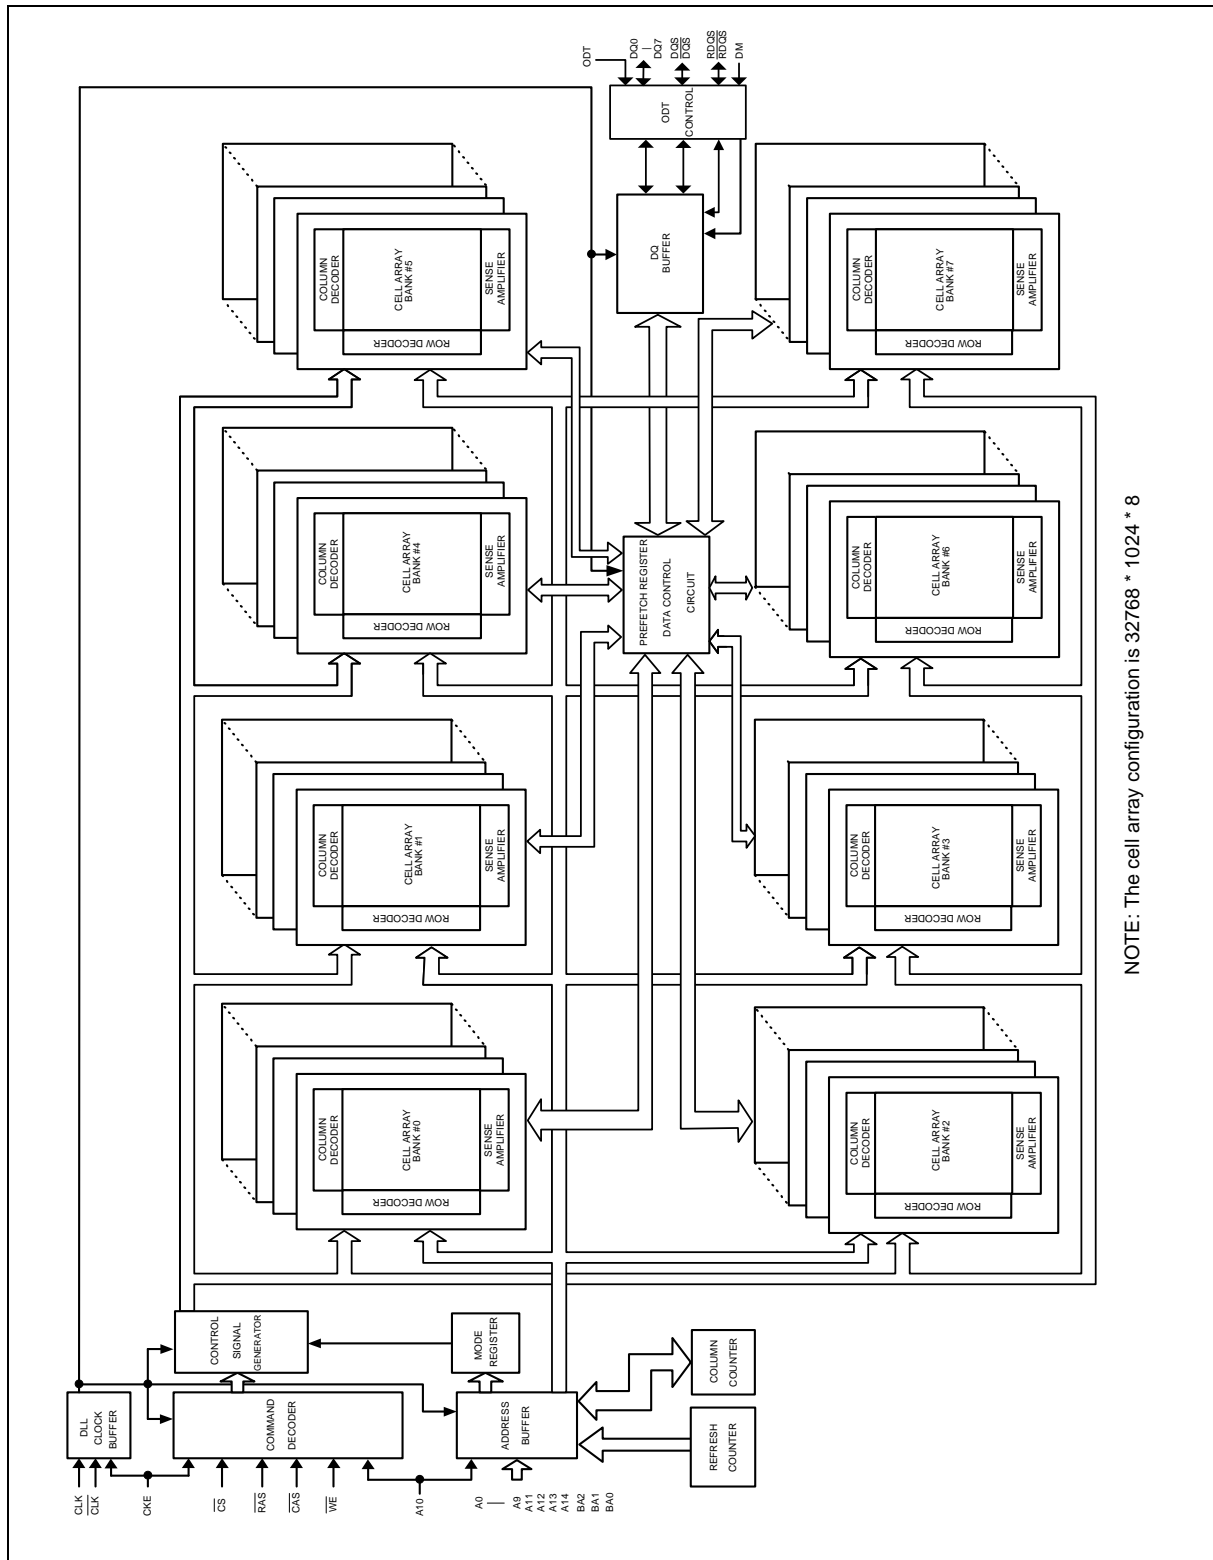 CLK
CLK
CKE
CS
RAS
CAS
WE
A10
A0
A9
A11
A12
A13
A14
BA2
BA1
BA0
DLL
CLOCK
BUFFER
COMMAND
DECODER
ADDRESS
BUFFER
REFRESH
COUNTER
COLUMN
COUNTER
CONTROL
SIGNAL
GENERATOR
MODE
REGISTER
COLUMN
DECODER
CELL ARRAY
BANK #0
SENSE
AMPLIFIER
ROW DECODER
COLUMN
DECODER
CELL ARRAY
BANK #1
SENSE
AMPLIFIER
ROW DECODER
COLUMN
DECODER
CELL ARRAY
BANK #4
SENSE
AMPLIFIER
ROW DECODER
COLUMN
DECODER
CELL ARRAY
BANK #5
SENSE
AMPLIFIER
ROW DECODER
PREFETCH REGISTER
DATA CONTROL
CIRCUIT
DQ
BUFFER
ODT
CONTROL
ODT
DQ0
DQ7
DQS
DQS
RDQS
RDQS
DM
COLUMN
DECODER
CELL ARRAY
BANK #2
SENSE
AMPLIFIER
ROW DECODER
COLUMN
DECODER
CELL ARRAY
BANK #3
SENSE
AMPLIFIER
ROW DECODER
COLUMN
DECODER
CELL ARRAY
BANK #6
SENSE
AMPLIFIER
ROW DECODER
COLUMN
DECODER
CELL ARRAY
BANK #7
SENSE
AMPLIFIER
ROW DECODER
NOTE: The cell array configuration is 32768 * 1024 * 8